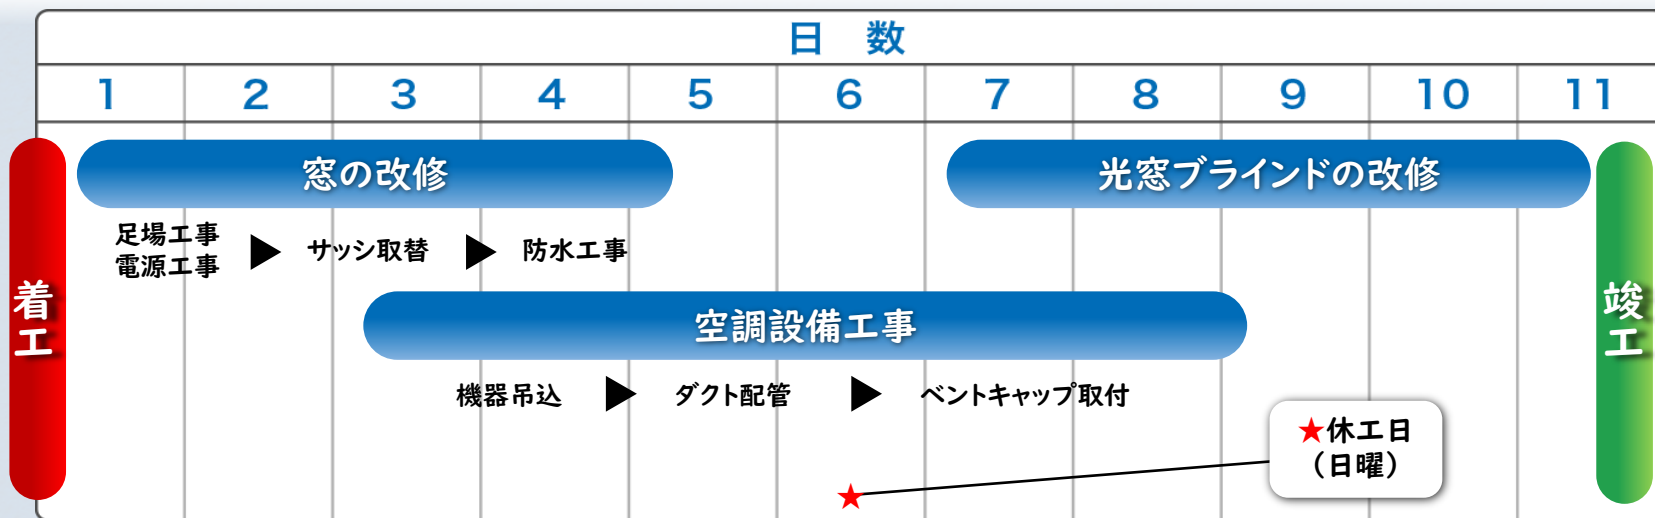 日 数
1 2 3 4 5 6 7 8 9 10 11
着工
窓の改修
光窓ブラインドの改修
足場工事
電源工事
▶ サッシ取替 ▶ 防水工事
空調設備工事
機器吊込 ▶ ダクト配管 ▶ ベントキャップ取付
★休工日
（日曜）
★
竣工